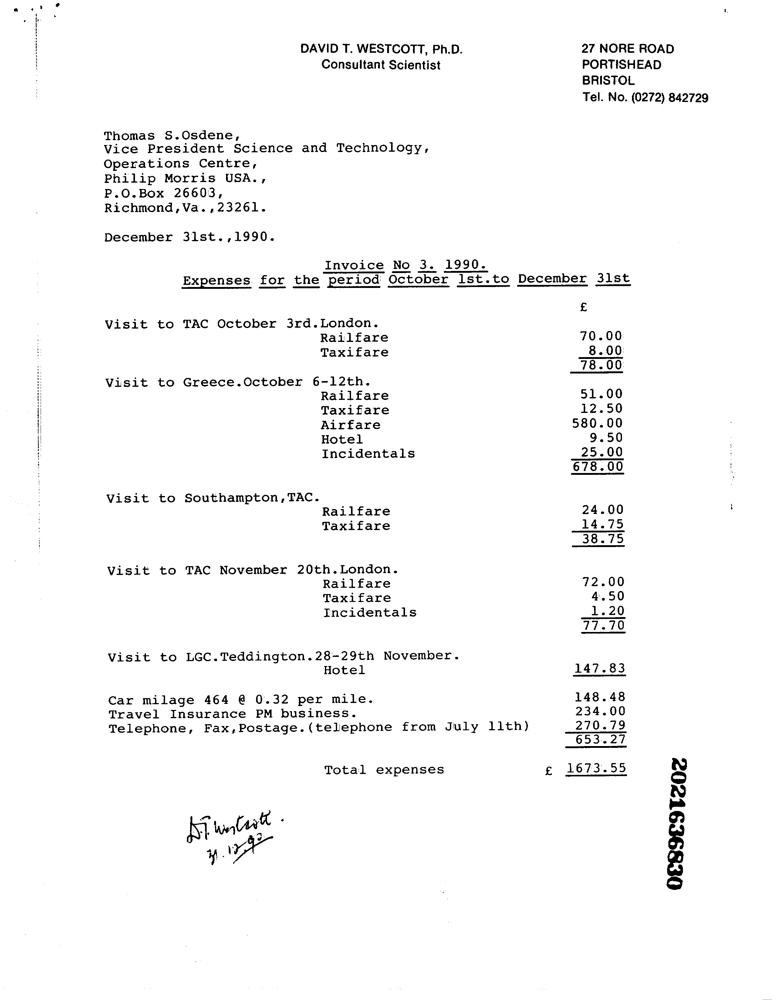 DAVID T. WESTCOTT, Ph.D.
Consultant Scientist
27 NORE ROAD
PORTISHEAD
BRISTOL
Tel. No. (0272) 842729
Thomas S.Osdene,
Vice President Science and Technology,
Operations Centre,
Philip Morris USA.,
P.O.Box 26603,
Richmond,Va.,23261.
December 31st.,1990.
Invoice No 3. 1990.
Expenses for the period October 1st.to December 31st
£
Visit to TAC October 3rd.London.
Railfare 70.00
Taxifare 8.00
78.00
Visit to Greece.October 6-12th.
Railfare 51.00
Taxifare 12.50
Airfare 580.00
Hotel 9.50
Incidentals 25.00
678.00
Visit to Southampton,TAC.
Railfare 24.00
Taxifare 14.75
38.75
Visit to TAC November 20th.London.
Railfare 72.00
Taxifare 4.50
Incidentals 1.20
77.70
Visit to LGC.Teddington.28-29th November.
Hotel 147.83
Car milage 464 @ 0.32 per mile. 148.48
Travel Insurance PM business. 234.00
Telephone, Fax,Postage.(telephone from July 11th) 270.79
653.27
Total expenses £ 1673.55
D.T. Westcott.
2021636830